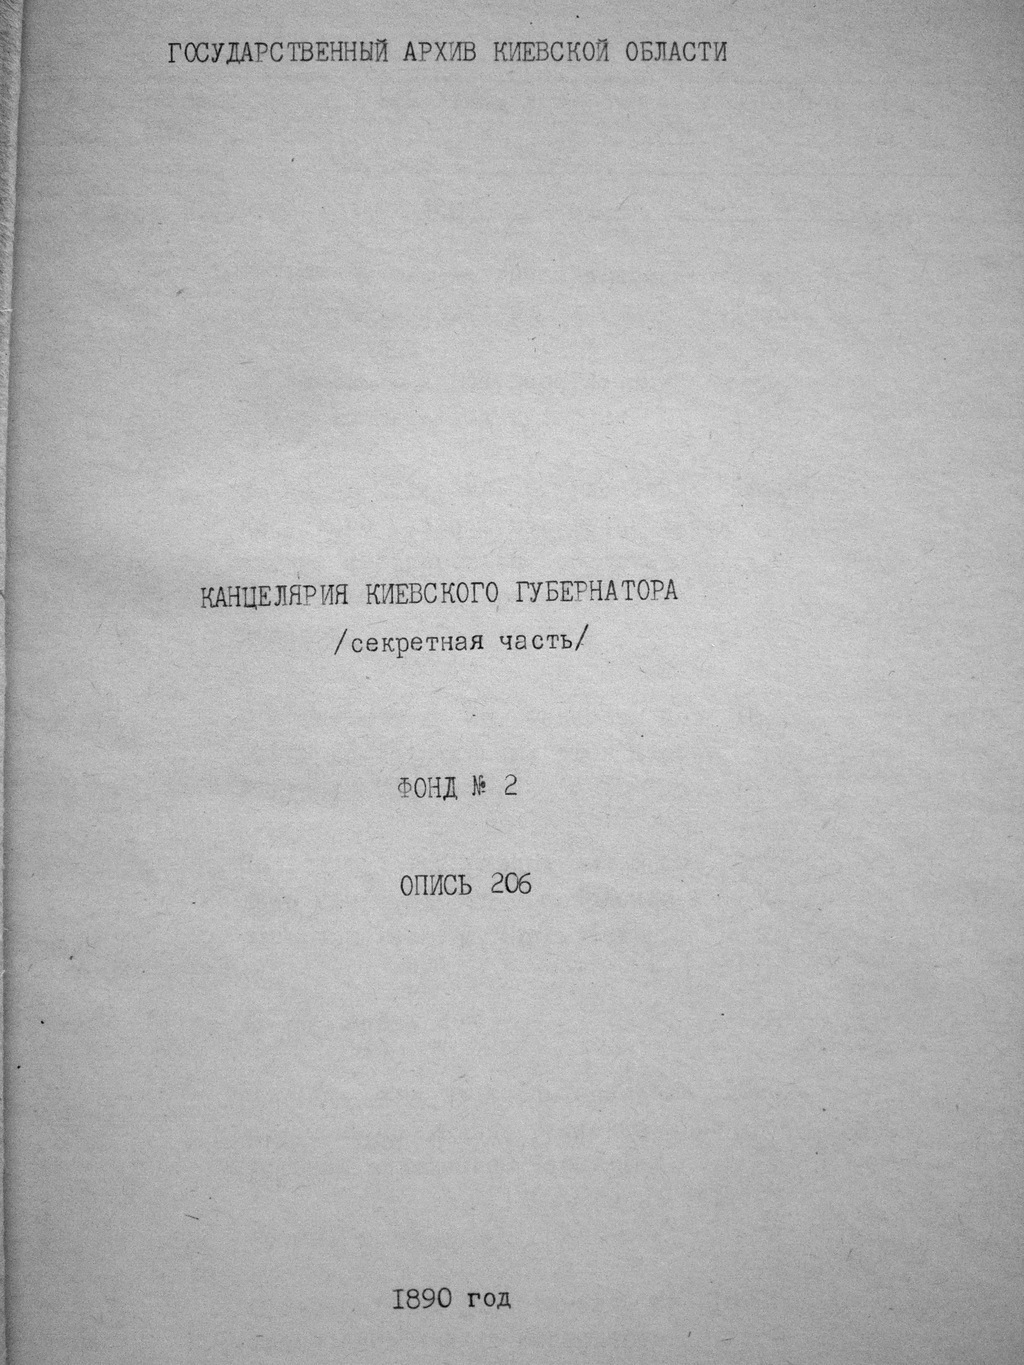 ГОСУДАРСТВЕННЫЙ АРХИВ КИЕВСКОЙ ОБЛАСТИ
КАНЦЕЛЯРИЯ КИЕВСКОГО ГУБЕРНАТОРА
/секретная часть/
ФОНД № 2
ОПИСЬ 206
1890 год